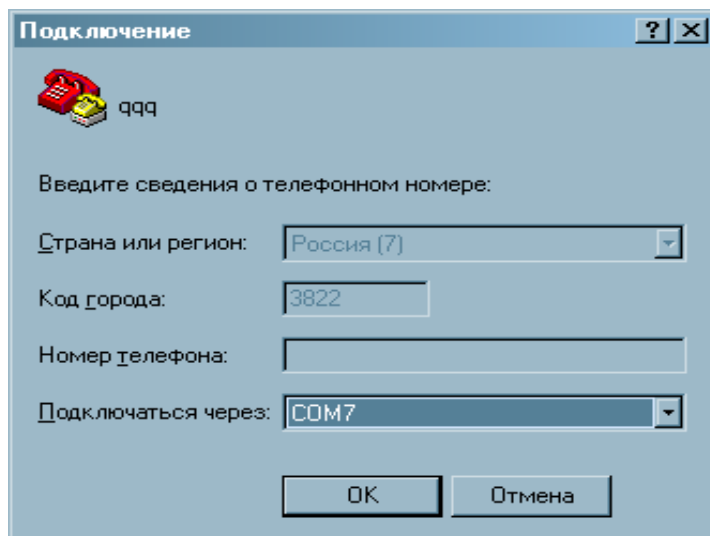 Подключение
qqq
Введите сведения о телефонном номере:
Страна или регион: Россия (7)
Код города: 3822
Номер телефона:
Подключаться через: COM7
OK Отмена